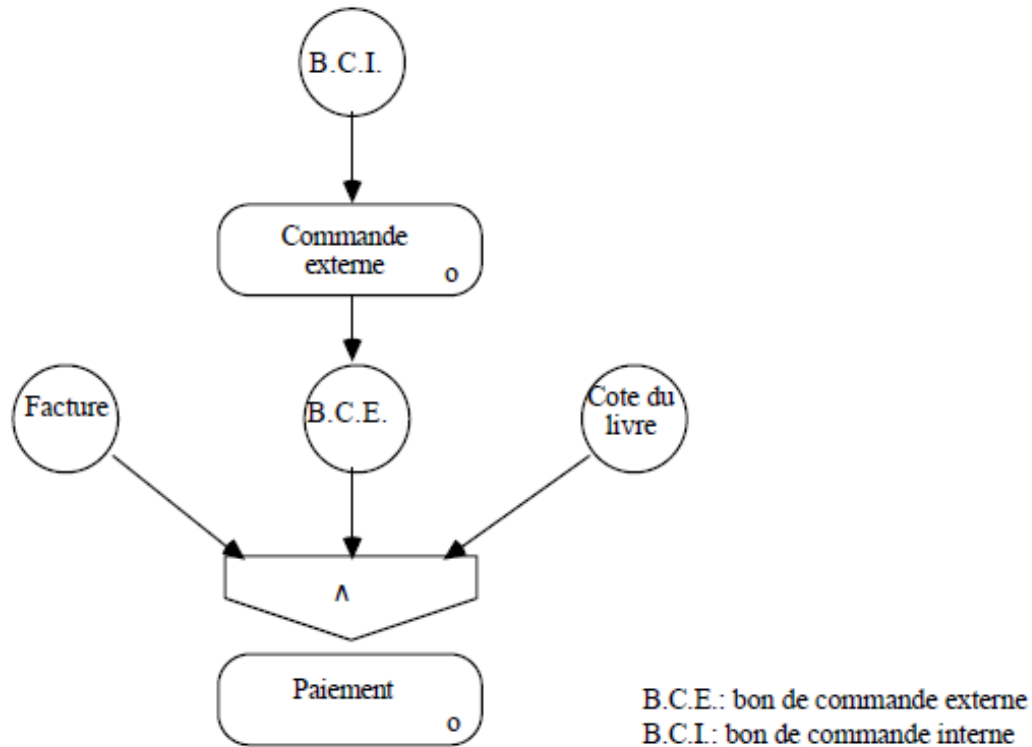 B.C.I.
Commande
externe
o
Facture
B.C.E.
Cote du
livre
∧
Paiement
o
B.C.E.: bon de commande externe
B.C.I.: bon de commande interne